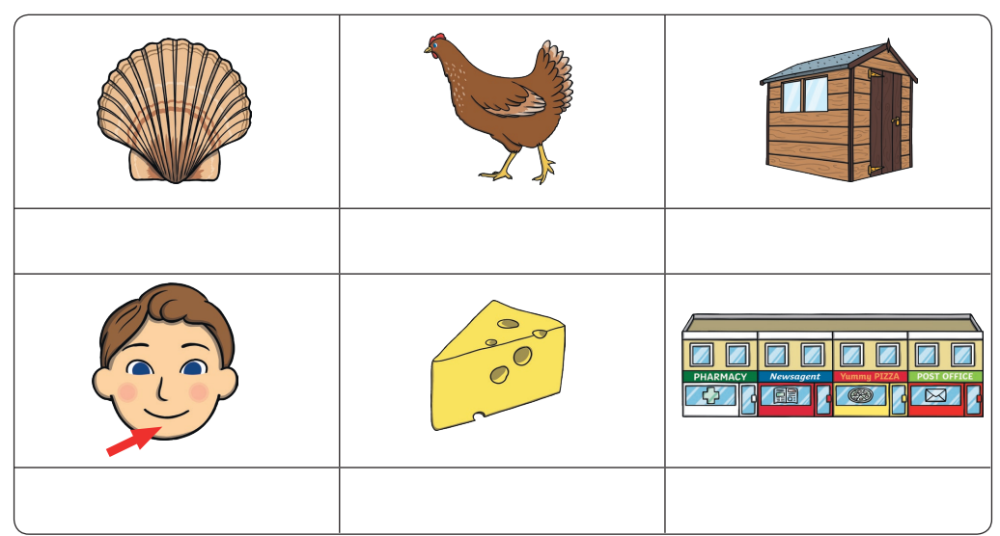 PHARMACY
Newsagent
Yummy PIZZA
POST OFFICE